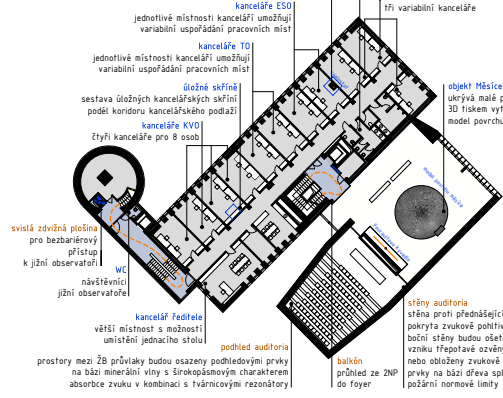 kanceláře ESO
jednotlivé místnosti kanceláří umožňují
variabilní uspořádání pracovních míst
tři variabilní kanceláře
kanceláře TO
jednotlivé místnosti kanceláří umožňují
variabilní uspořádání pracovních míst
úložné skříně
sestava úložných kancelářských skříní
podél koridoru kancelářského podlaží
kanceláře KVO
čtyři kanceláře pro 8 osob
objekt Měsíce
ukrývá malé p
3D tiskem vyt
model povrchu
model povrchu měsíce
svislá zdvižná plošina
pro bezbariérový
přístup
k jižní observatoři
WC
návštěvníci
jižní observatoře
kancelář ředitele
větší místnost s možností
umístění jednacího stolu
podhled auditoria
prostory mezi ŽB průvlaky budou osazeny podhledovými prvky
na bázi minerální vlny s širokopásmovým charakterem
absorbce zvuku v kombinaci s tvárnicovými rezonátory
balkón
průhled ze 2NP
do foyer
stěny auditoria
stěna proti přednášející
pokryta zvukově pohltiv
boční stěny budou ošet
vzniku třepotavé ozvěn
nebo obloženy zvukově
prvky na bázi dřeva spl
požární normové limity